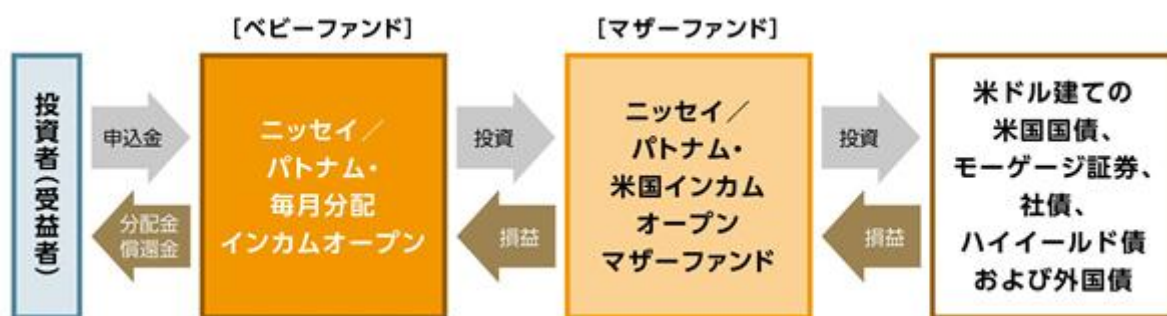 [ベビーファンド]
[マザーファンド]
投資者(受益者)
申込金
分配金
償還金
ニッセイ／
パトナム・
毎月分配
インカムオープン
投資
損益
ニッセイ／
パトナム・
米国インカム
オープン
マザーファンド
投資
損益
米ドル建ての
米国国債、
モーゲージ証券、
社債、
ハイイールド債
および外国債